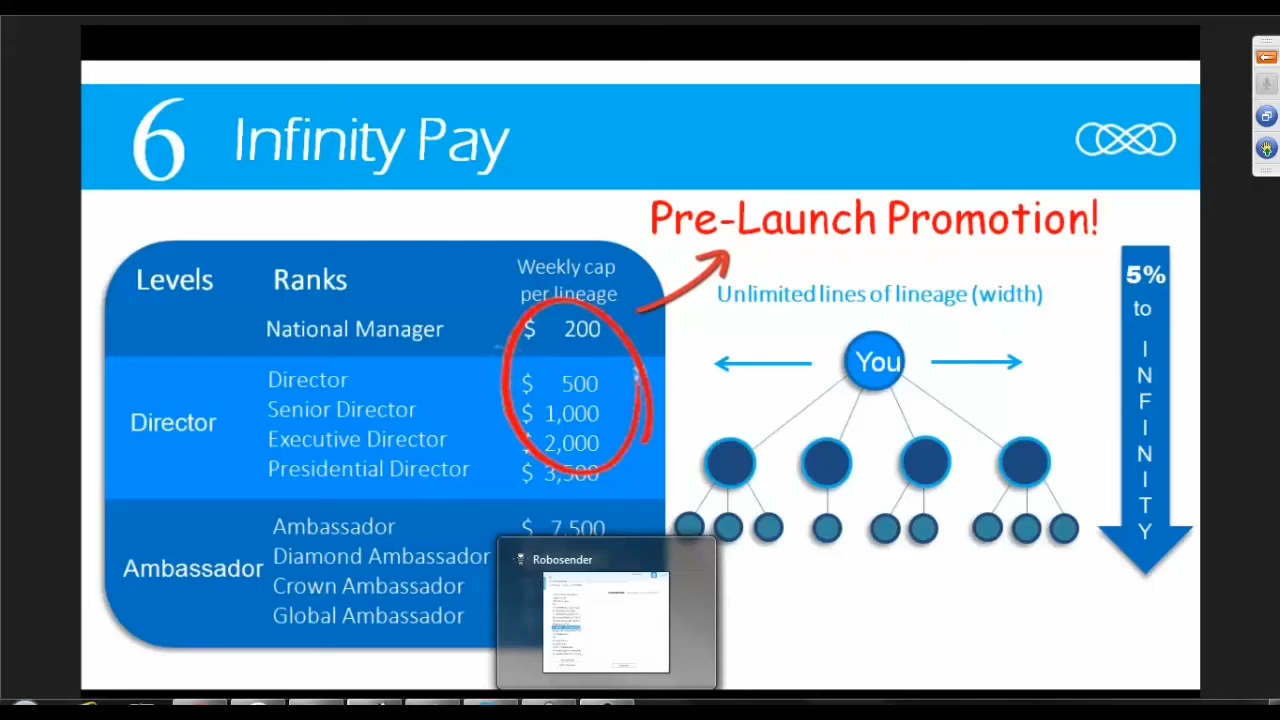 6 Infinity Pay
Pre-Launch Promotion!
Levels Ranks Weekly cap
per lineage
National Manager $ 200
Director
Director $ 500
Senior Director $ 1,000
Executive Director $ 2,000
Presidential Director $ 3,500
Ambassador
Ambassador $ 7,500
Diamond Ambassador
Crown Ambassador
Global Ambassador
Unlimited lines of lineage (width)
You
5%
to
I
N
F
I
N
I
T
Y
Robosender